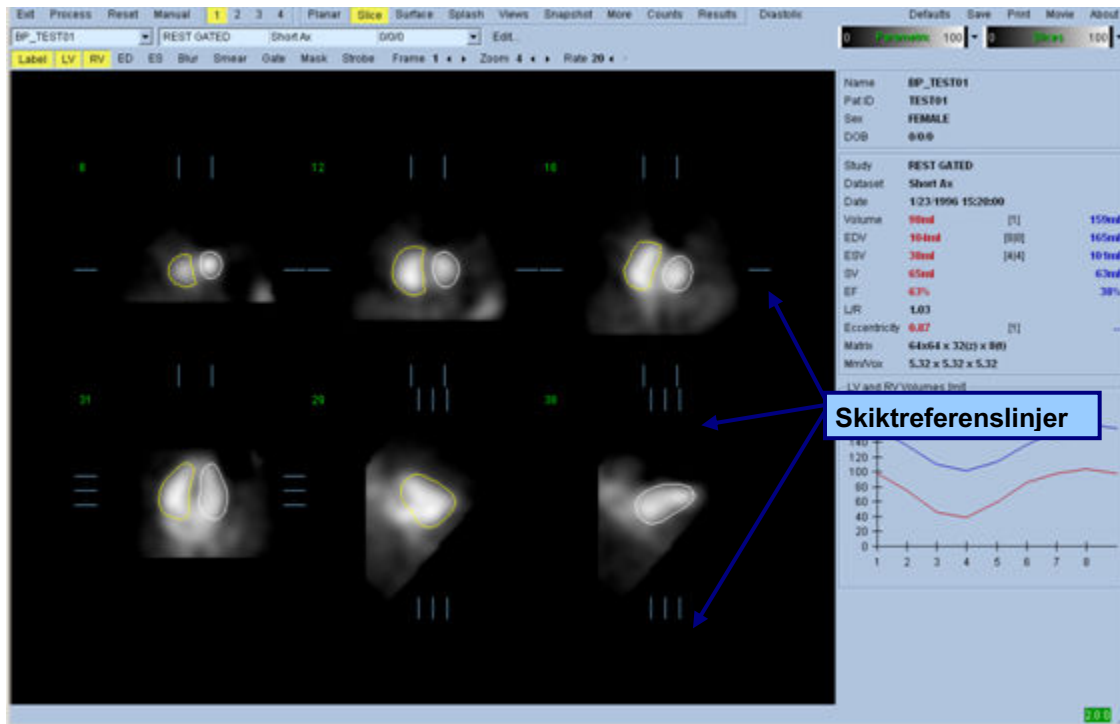 Exit Process Reset Manual 1 2 3 4 Planar Slice Surface Splash Views Snapshot More Counts Results Diastolic Defaults Save Print Movie About
BP_TEST01 REST GATED Short Ax 0/0/0 Edit... 0 Parametric 100 0 Slices 100
Label LV RV ED ES Blur Smear Gate Mask Strobe Frame 1 Zoom 4 Rate 20
Name BP_TEST01
Pat ID TEST01
Sex FEMALE
DOB 0/0/0
8 12 16
Study REST GATED
Dataset Short Ax
Date 1/23/1996 15:20:00
Volume 98ml [1] 159ml
EDV 104ml [8|8] 165ml
ESV 38ml [4|4] 101ml
SV 65ml 63ml
EF 63% 38%
L/R 1.03
Eccentricity 0.87 [1]
Matrix 64x64 x 32(z) x 8(t)
Mm/Vox 5.32 x 5.32 x 5.32
LV and RV Volumes [ml]
31 29 38
Skiktreferenslinjer
140
120
100
80
60
40
20
0
1 2 3 4 5 6 7 8
2.0.0